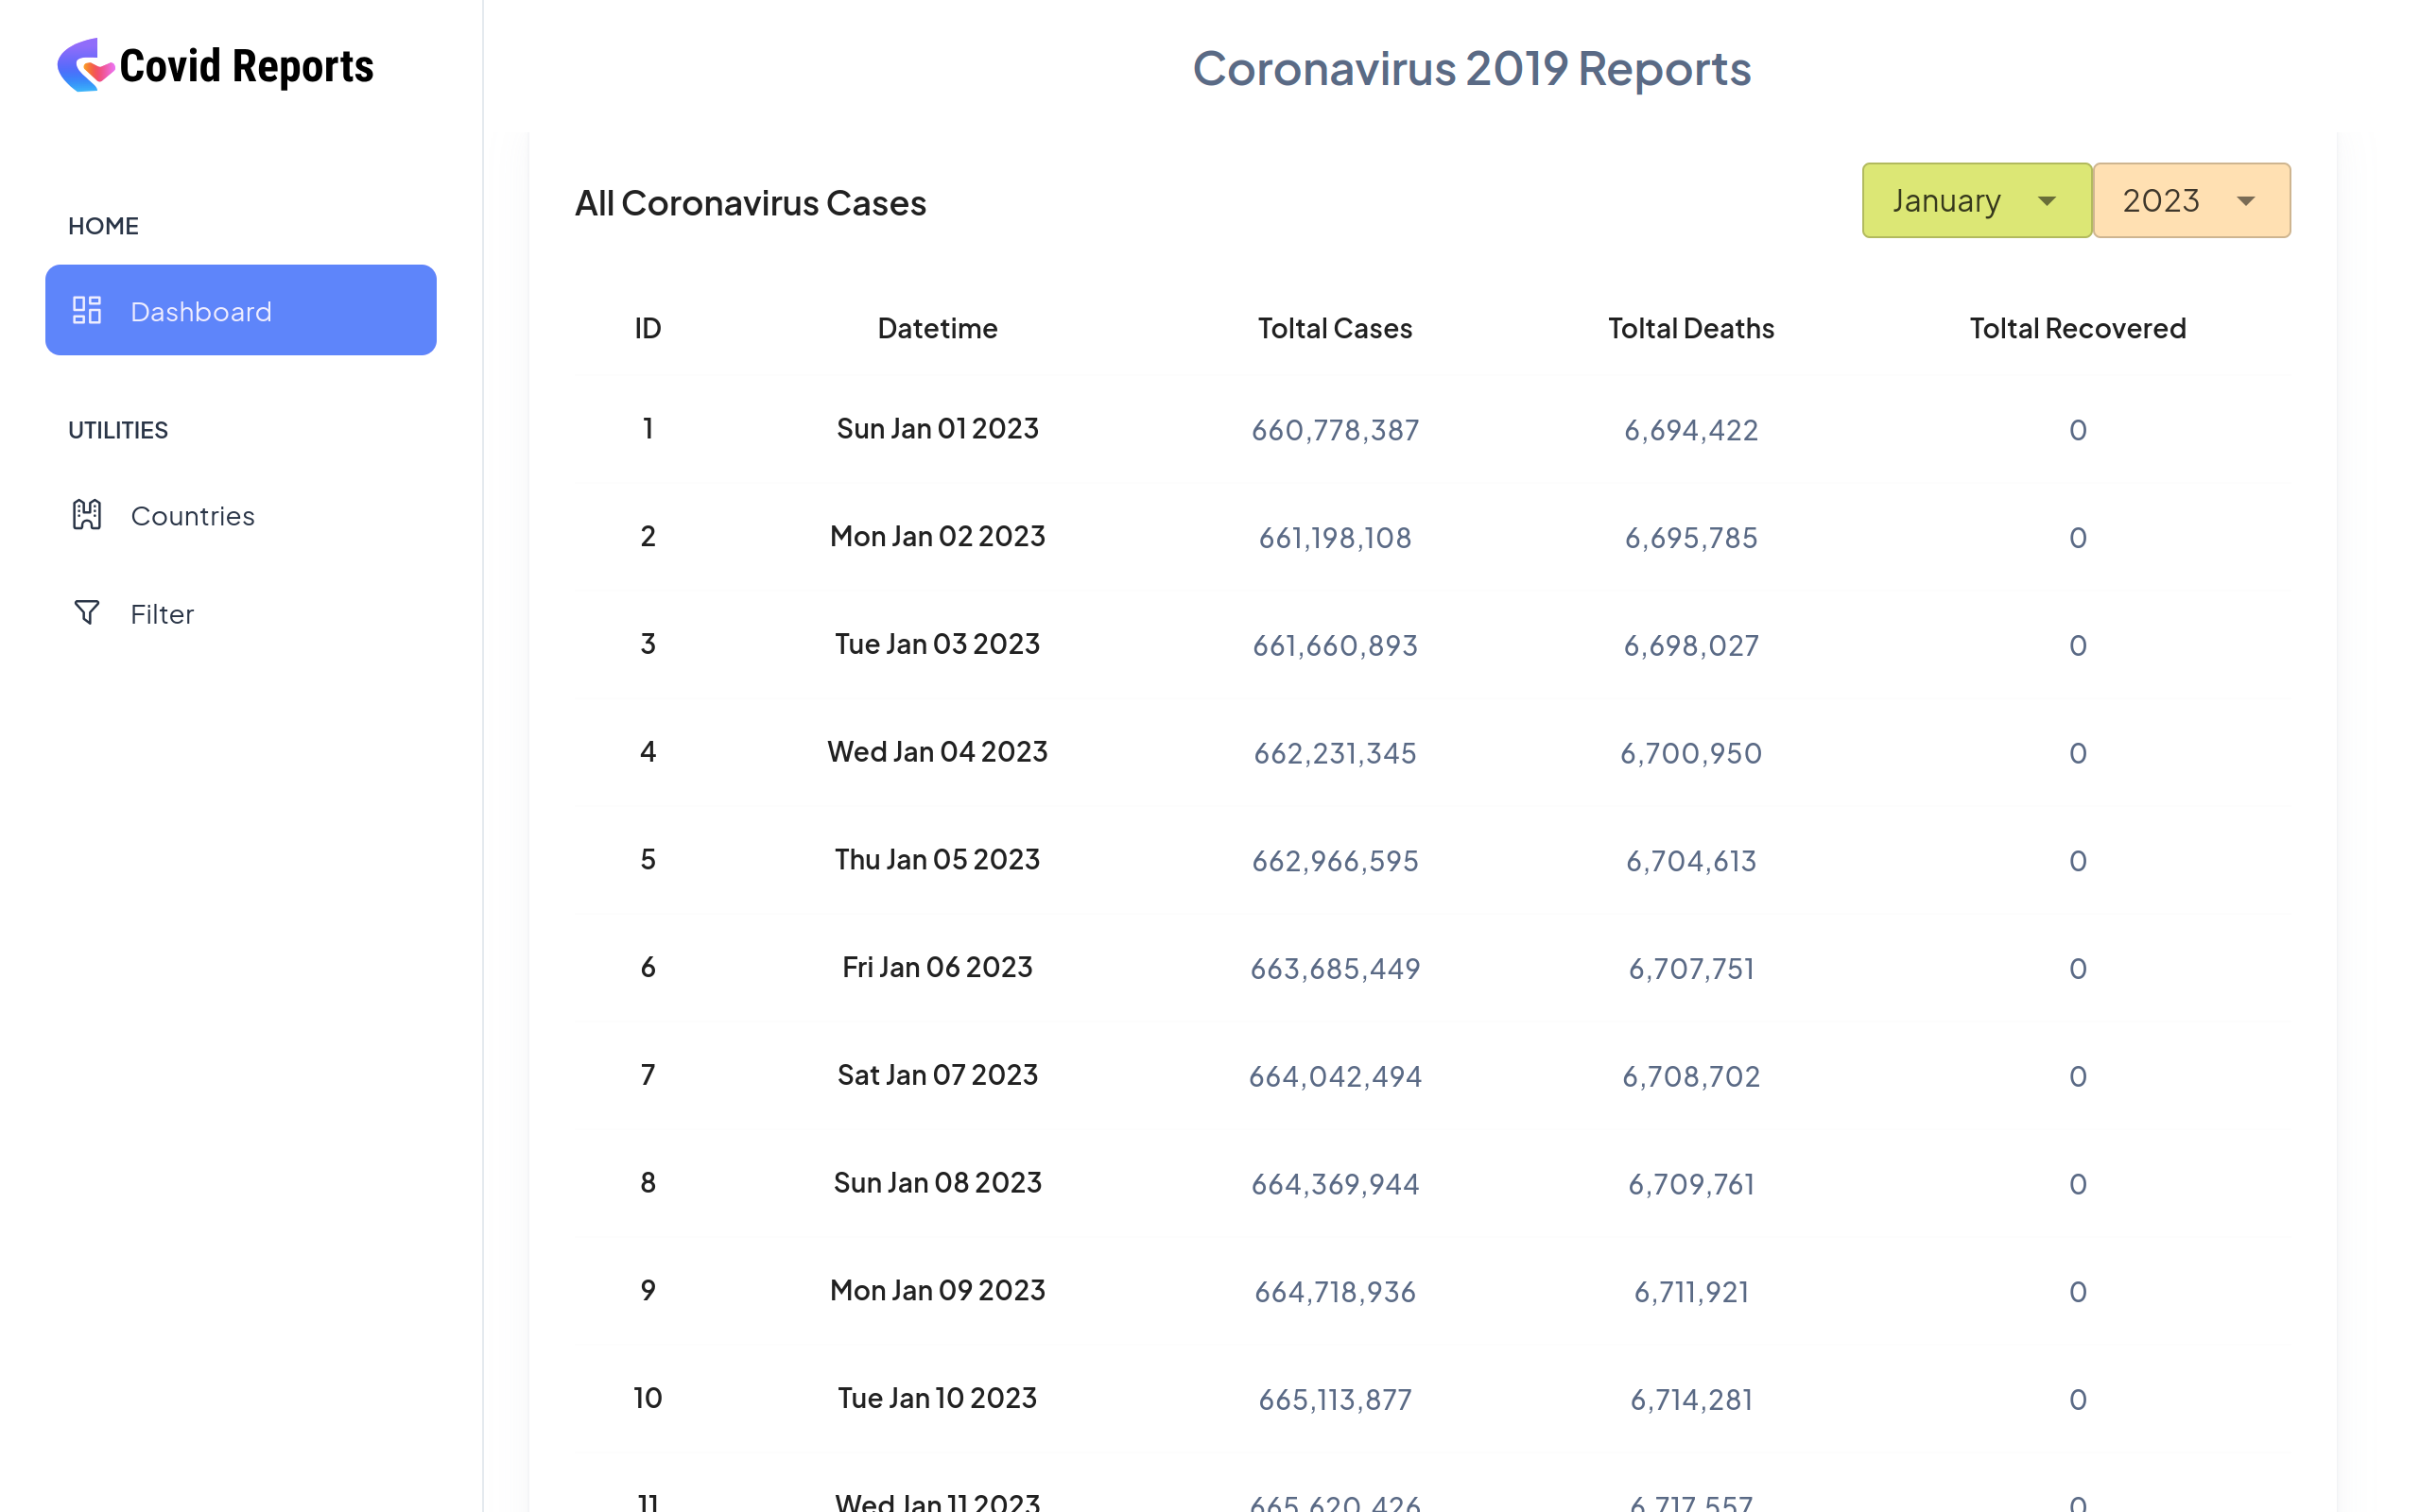 Covid Reports
Coronavirus 2019 Reports
HOME
Dashboard
UTILITIES
Countries
Filter
All Coronavirus Cases
January 2023
ID Datetime Toltal Cases Toltal Deaths Toltal Recovered
1 Sun Jan 01 2023 660,778,387 6,694,422 0
2 Mon Jan 02 2023 661,198,108 6,695,785 0
3 Tue Jan 03 2023 661,660,893 6,698,027 0
4 Wed Jan 04 2023 662,231,345 6,700,950 0
5 Thu Jan 05 2023 662,966,595 6,704,613 0
6 Fri Jan 06 2023 663,685,449 6,707,751 0
7 Sat Jan 07 2023 664,042,494 6,708,702 0
8 Sun Jan 08 2023 664,369,944 6,709,761 0
9 Mon Jan 09 2023 664,718,936 6,711,921 0
10 Tue Jan 10 2023 665,113,877 6,714,281 0
11 Wed Jan 11 2023 665,620,426 6,717,557 0